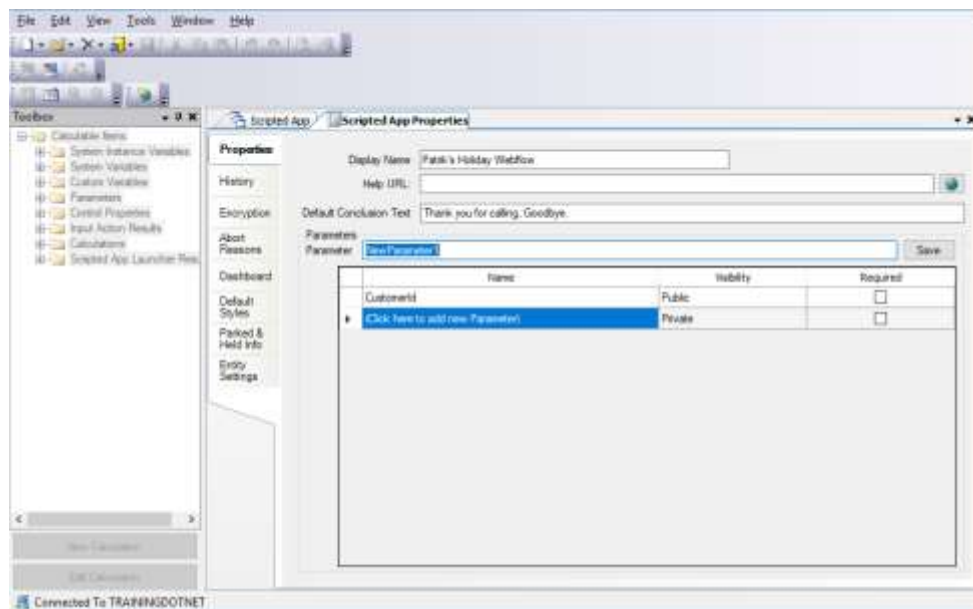 File Edit View Tools Window Help
Toolbox
Calculable Items
System Instance Variables
System Variables
Custom Variables
Parameters
Control Properties
Input Action Results
Calculations
Scripted App Launcher Res
Scripted App
Scripted App Properties
Properties
History
Encryption
Abort
Reasons
Dashboard
Default
Styles
Parked &
Held Info
Entity
Settings
Display Name Patrik's Holiday Webflow
Help URL:
Default Conclusion Text Thank you for calling. Goodbye.
Parameters
Parameter NewParameter1 Save
Name Visibility Required
CustomerId Public
(Click here to add new Parameter) Private
New Calculation
Edit Calculation
Connected To TRAININGDOTNET